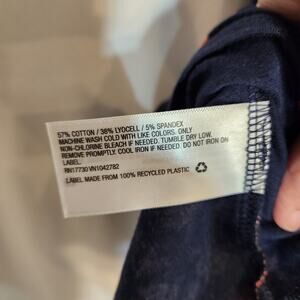 57% COTTON / 38% LYOCELL / 5% SPANDEX
MACHINE WASH COLD WITH LIKE COLORS. ONLY
NON-CHLORINE BLEACH IF NEEDED. TUMBLE DRY LOW.
REMOVE PROMPTLY. COOL IRON IF NEEDED. DO NOT IRON ON
LABEL.
RN17730 VN1042782
LABEL MADE FROM 100% RECYCLED PLASTIC